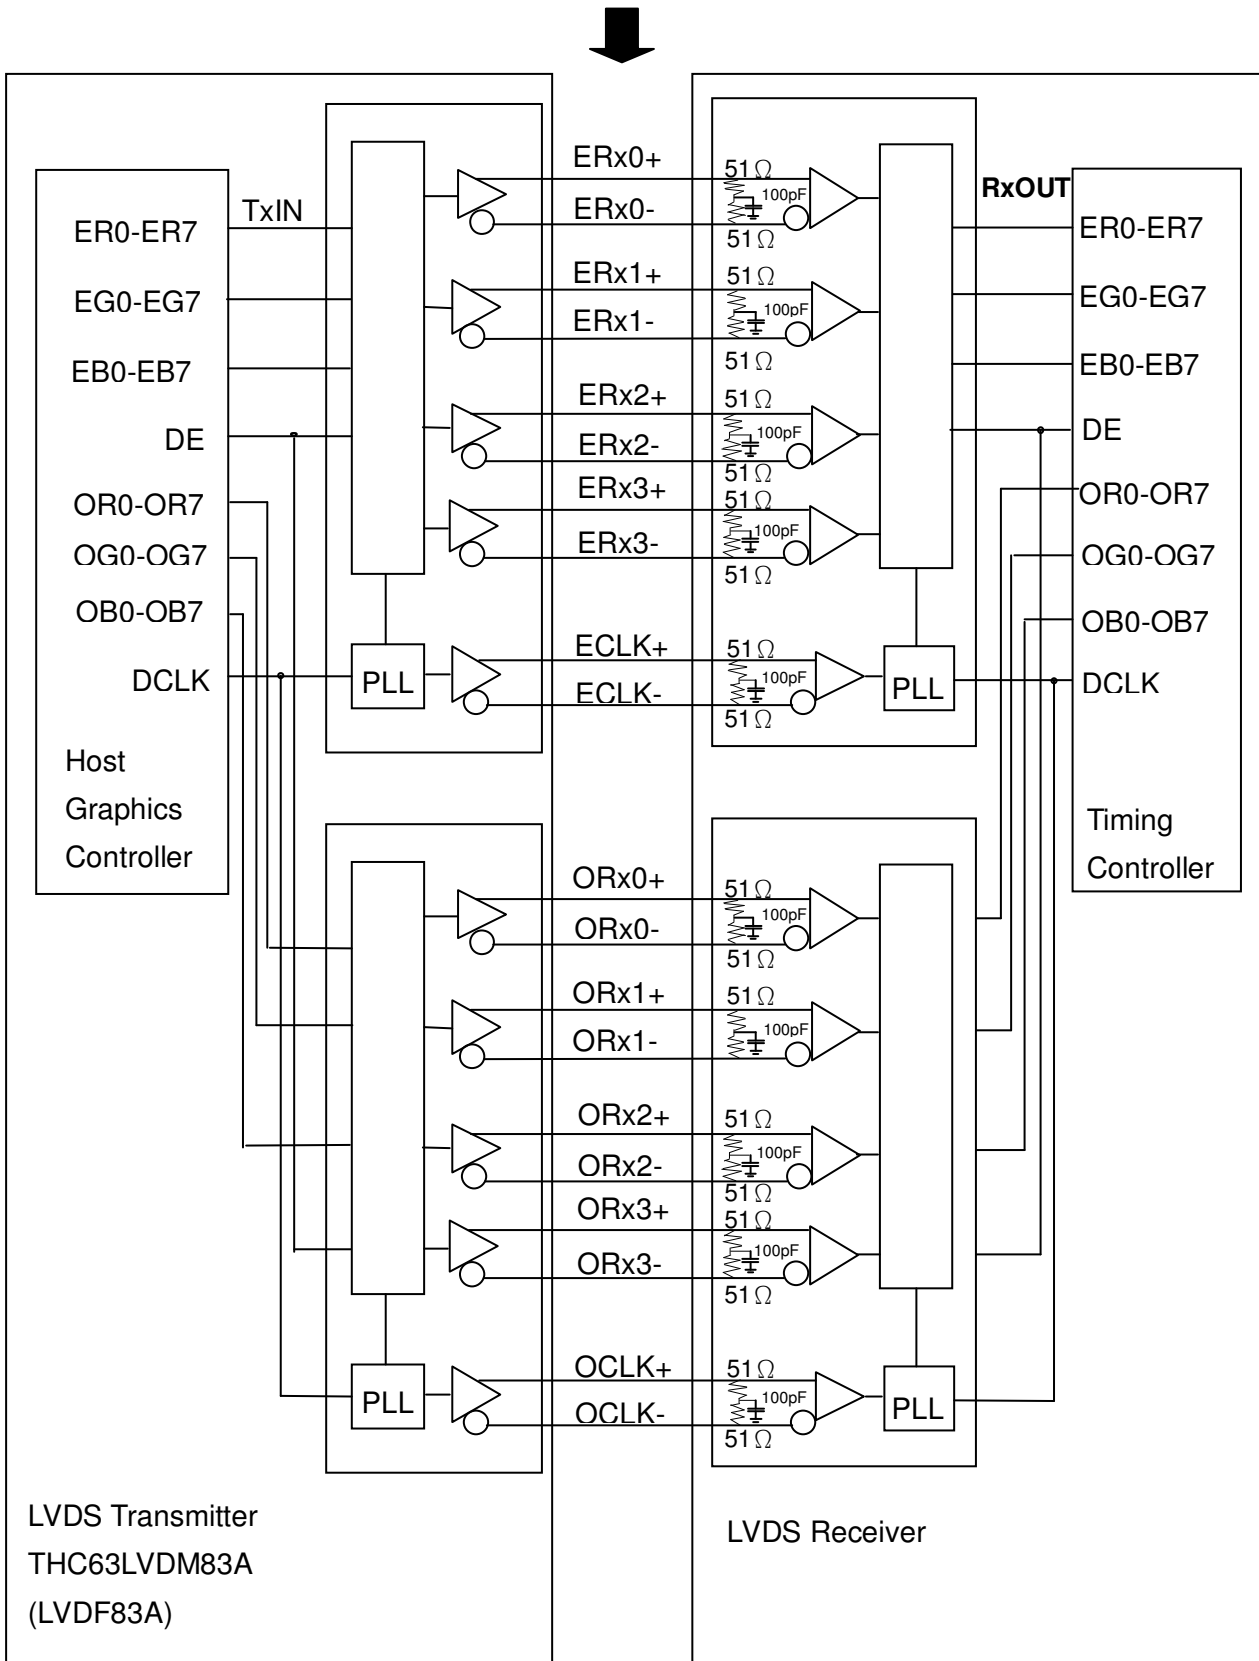 TxIN
ER0-ER7
EG0-EG7
EB0-EB7
DE
OR0-OR7
OG0-OG7
OB0-OB7
DCLK
Host
Graphics
Controller
PLL
ERx0+
ERx0-
ERx1+
ERx1-
ERx2+
ERx2-
ERx3+
ERx3-
ECLK+
ECLK-
51Ω
100pF
51Ω
51Ω
100pF
51Ω
51Ω
100pF
51Ω
51Ω
100pF
51Ω
51Ω
100pF
51Ω
PLL
RxOUT
ER0-ER7
EG0-EG7
EB0-EB7
DE
OR0-OR7
OG0-OG7
OB0-OB7
DCLK
Timing
Controller
PLL
ORx0+
ORx0-
ORx1+
ORx1-
ORx2+
ORx2-
ORx3+
ORx3-
OCLK+
OCLK-
51Ω
100pF
51Ω
51Ω
100pF
51Ω
100pF
51Ω
51Ω
100pF
51Ω
51Ω
100pF
51Ω
PLL
LVDS Transmitter
THC63LVDM83A
(LVDF83A)
LVDS Receiver